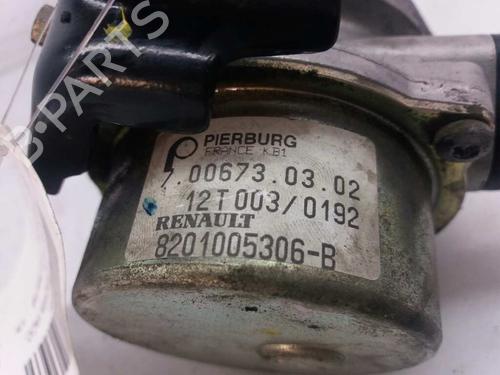 B-PARTS
PIERBURG
FRANCE KB1
7.00673.03.02
12T003/0192
RENAULT
8201005306-B